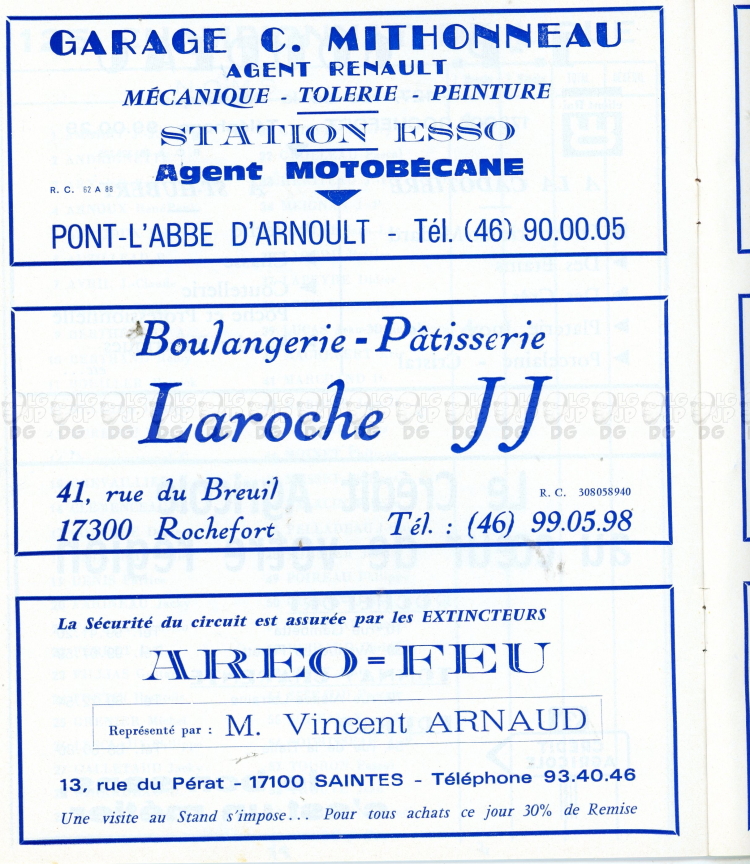 GARAGE C. MITHONNEAU
AGENT RENAULT
MÉCANIQUE - TOLERIE - PEINTURE
STATION ESSO
Agent MOTOBÉCANE
R. C. 62 A 88
PONT-L'ABBE D'ARNOULT - Tél. (46) 90.00.05
Boulangerie - Pâtisserie
Laroche JJ
41, rue du Breuil
R. C. 308058940
17300 Rochefort Tél. : (46) 99.05.98
La Sécurité du circuit est assurée par les EXTINCTEURS
AREO=FEU
Représenté par : M. Vincent ARNAUD
13, rue du Pérat - 17100 SAINTES - Téléphone 93.40.46
Une visite au Stand s'impose... Pour tous achats ce jour 30% de Remise